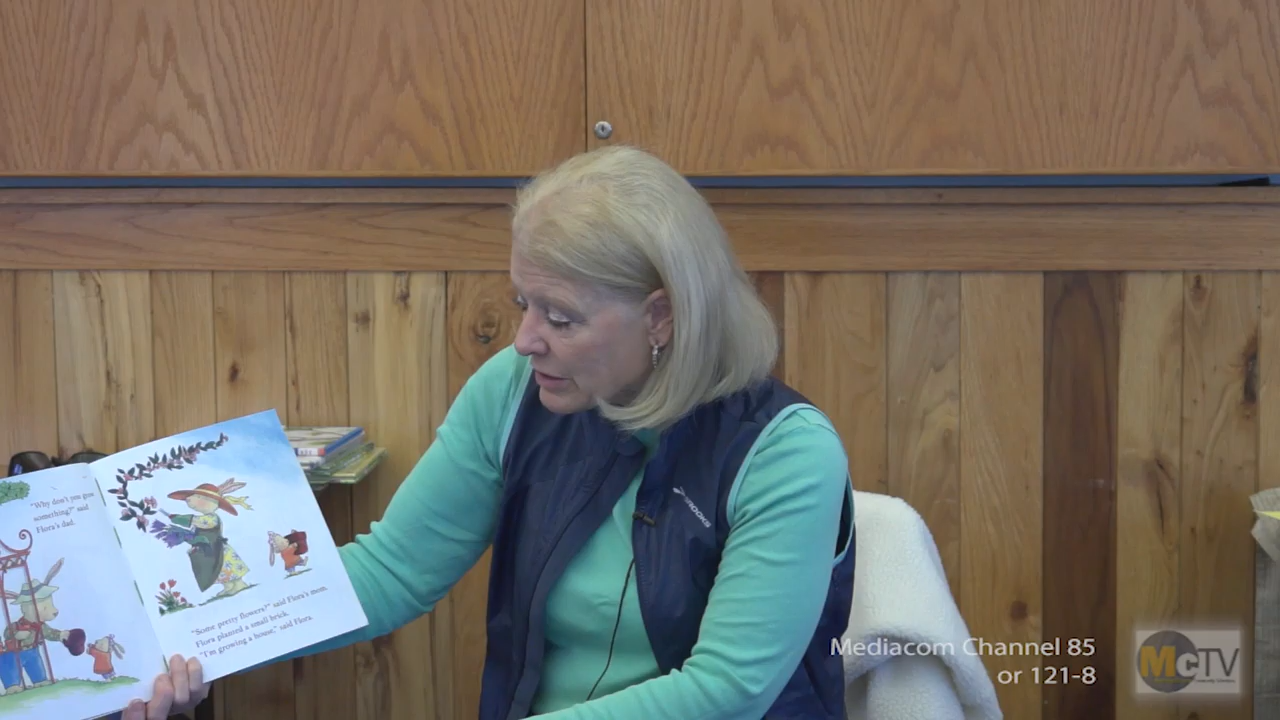 "Why don't you grow
something?" said
Flora's dad.
"Some pretty flowers?" said Flora's mom.
Flora planted a small brick.
"I'm growing a house," said Flora.
BROOKS
Mediacom Channel 85
or 121-8
McTV